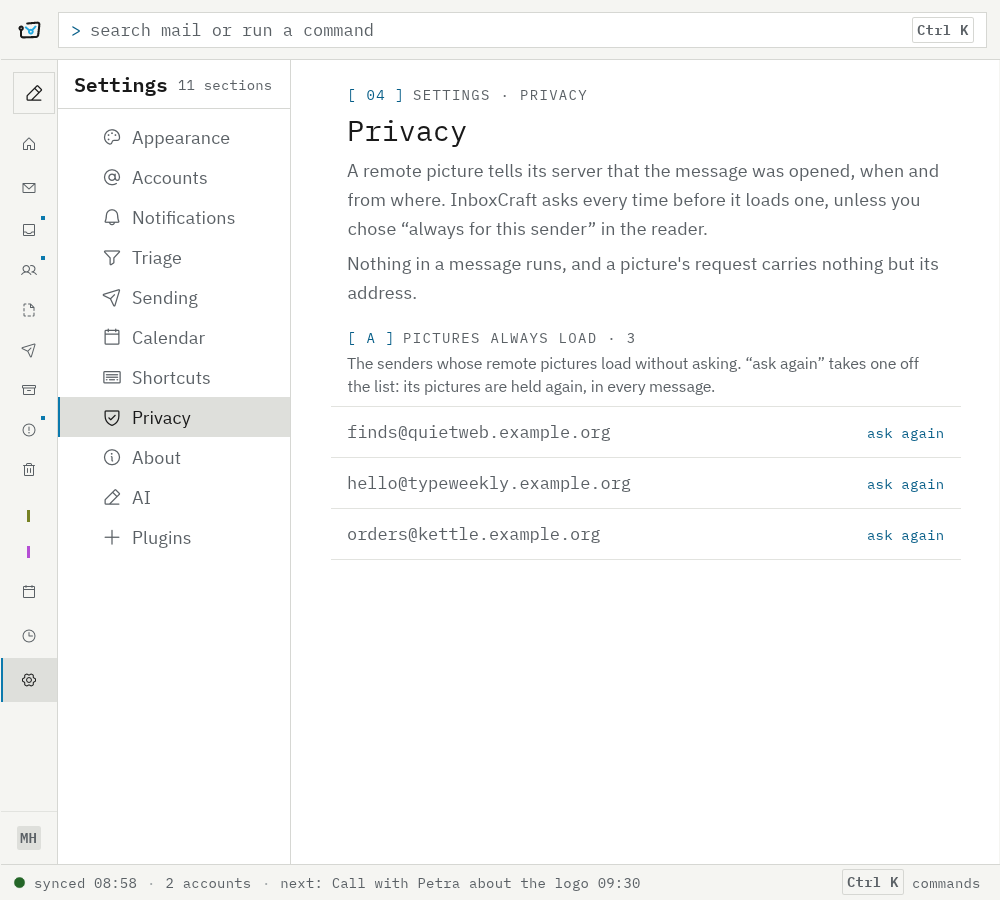 > search mail or run a command Ctrl K
Settings 11 sections
Appearance
Accounts
Notifications
Triage
Sending
Calendar
Shortcuts
Privacy
About
AI
Plugins
[ 04 ] SETTINGS · PRIVACY
Privacy
A remote picture tells its server that the message was opened, when and
from where. InboxCraft asks every time before it loads one, unless you
chose “always for this sender” in the reader.
Nothing in a message runs, and a picture's request carries nothing but its
address.
[ A ] PICTURES ALWAYS LOAD · 3
The senders whose remote pictures load without asking. “ask again” takes one off
the list: its pictures are held again, in every message.
finds@quietweb.example.org ask again
hello@typeweekly.example.org ask again
orders@kettle.example.org ask again
MH
synced 08:58 · 2 accounts · next: Call with Petra about the logo 09:30 Ctrl K commands